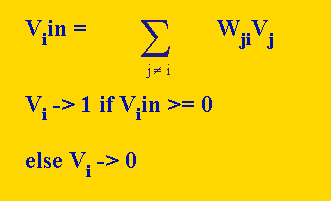 Vᵢin = ∑ WⱼᵢVⱼ
j≠ i
Vᵢ -> 1 if Vᵢin >= 0
else Vᵢ -> 0